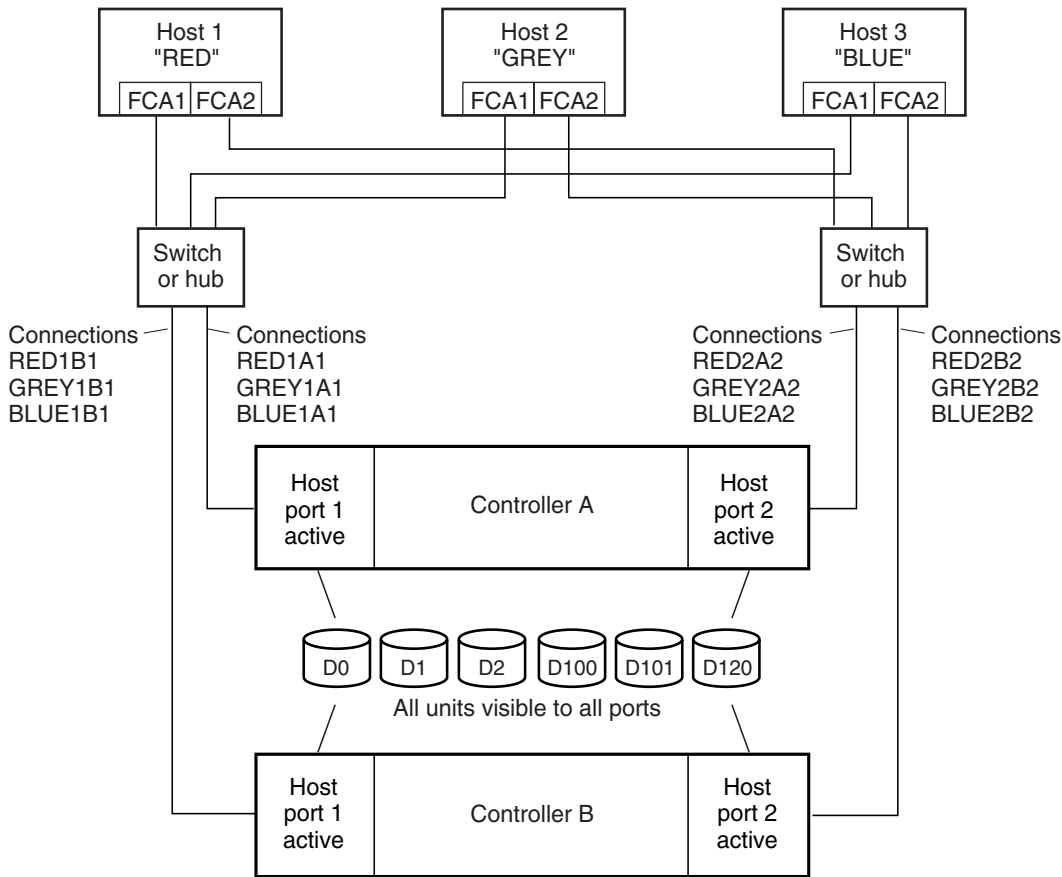 Host 1
"RED"
FCA1
FCA2
Host 2
"GREY"
FCA1
FCA2
Host 3
"BLUE"
FCA1
FCA2
Switch
or hub
Switch
or hub
Connections
RED1B1
GREY1B1
BLUE1B1
Connections
RED1A1
GREY1A1
BLUE1A1
Connections
RED2A2
GREY2A2
BLUE2A2
Connections
RED2B2
GREY2B2
BLUE2B2
Host
port 1
active
Controller A
Host
port 2
active
D0
D1
D2
D100
D101
D120
All units visible to all ports
Host
port 1
active
Controller B
Host
port 2
active